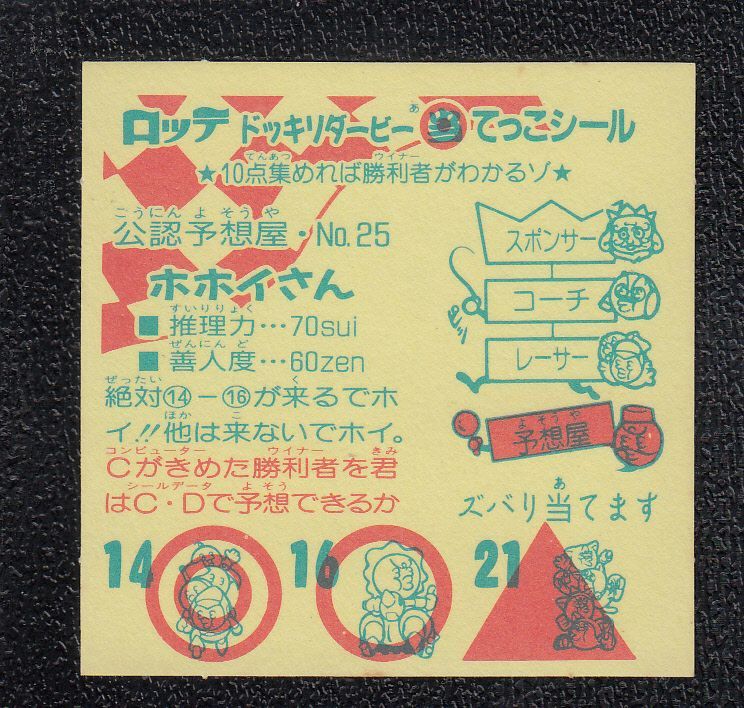 ロッテ ドッキリダービー 当てっこシール
★10点集めれば勝利者がわかるゾ★
公認予想屋・No.25
ホホイさん
■ 推理力…70sui
■ 善人度…60zen
絶対⑭－⑯が来るでホ
イ!!他は来ないでホイ。
Cがきめた勝利者を君
はC・Dで予想できるか
スポンサー
コーチ
レーサー
予想屋
ズバリ当てます
14 16 21